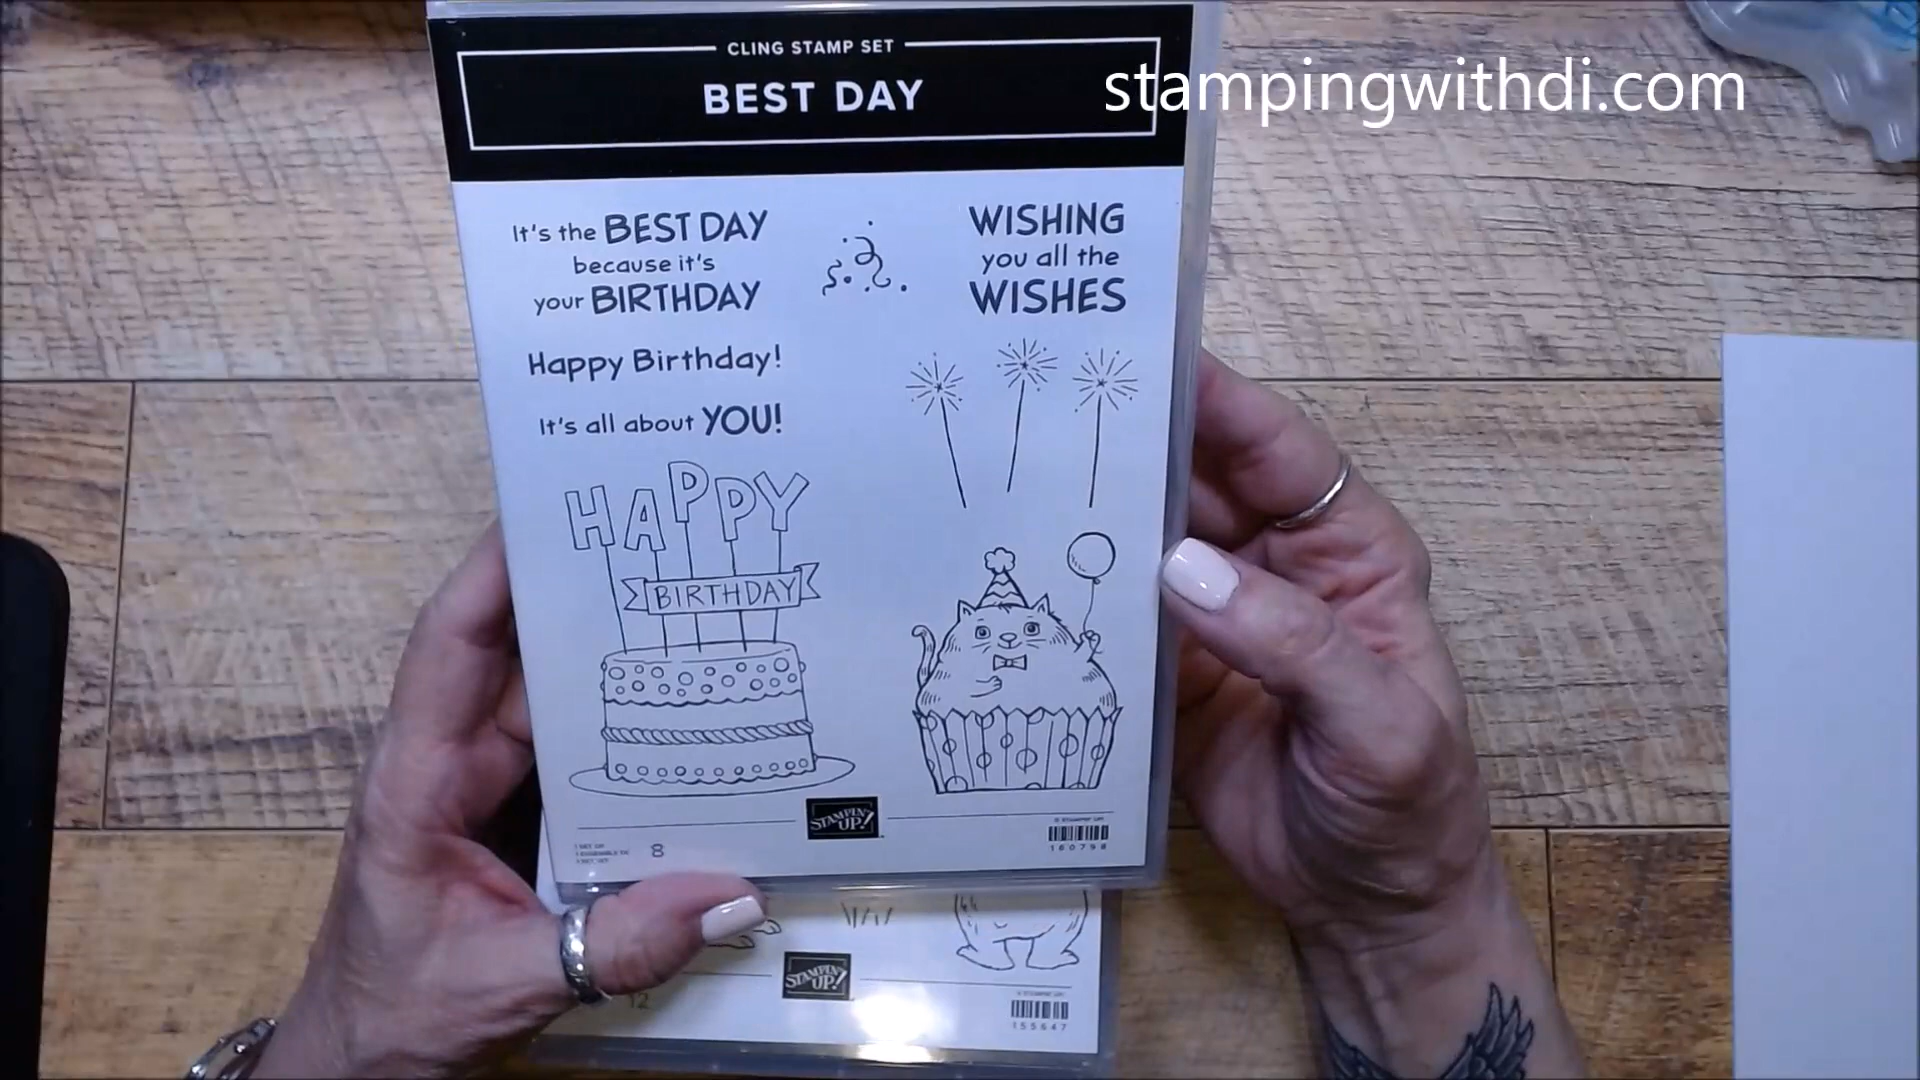 CLING STAMP SET
BEST DAY
stampingwithdi.com
It's the BEST DAY
because it's
your BIRTHDAY
WISHING
you all the
WISHES
Happy Birthday!
It's all about YOU!
HAPPY
BIRTHDAY
STAMPIN' UP!
8
160798
STAMPIN' UP!
12
155647